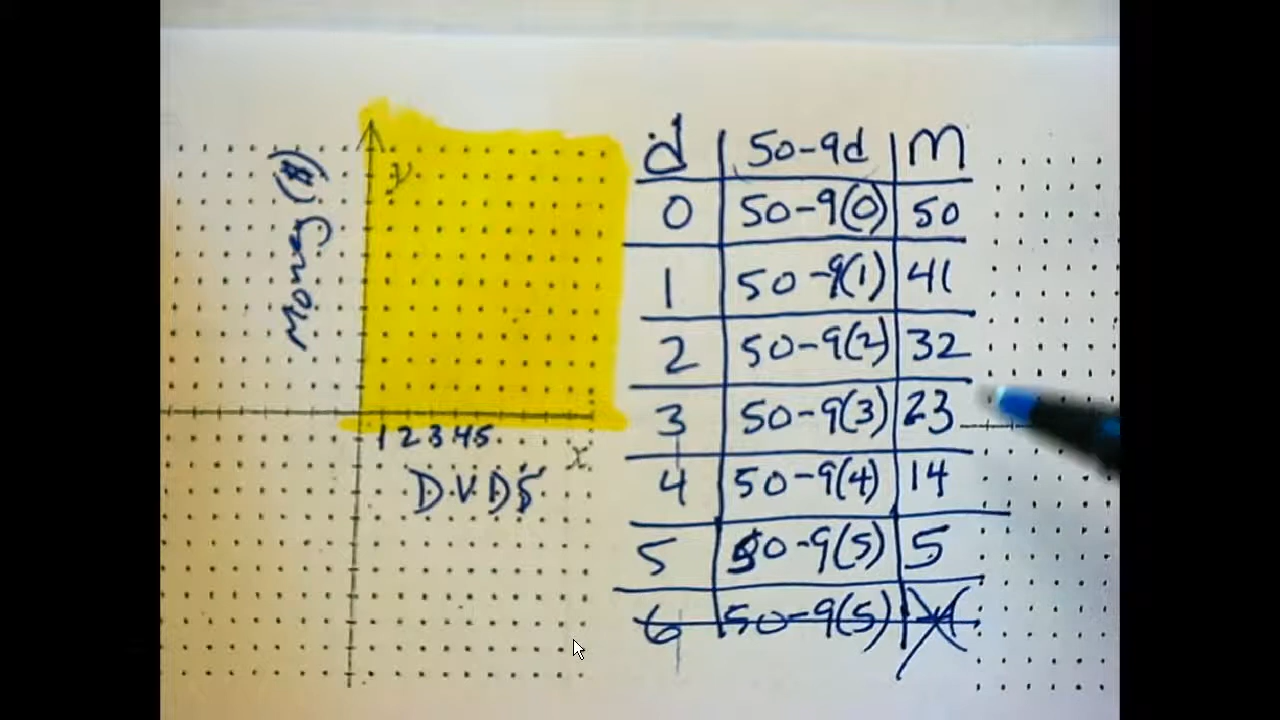 Money ($)
y
1 2 3 4 5
x
DVDS
d 50-9d m
0 50-9(0) 50
1 50-9(1) 41
2 50-9(2) 32
3 50-9(3) 23
4 50-9(4) 14
5 50-9(5) 5
6 50-9(5)